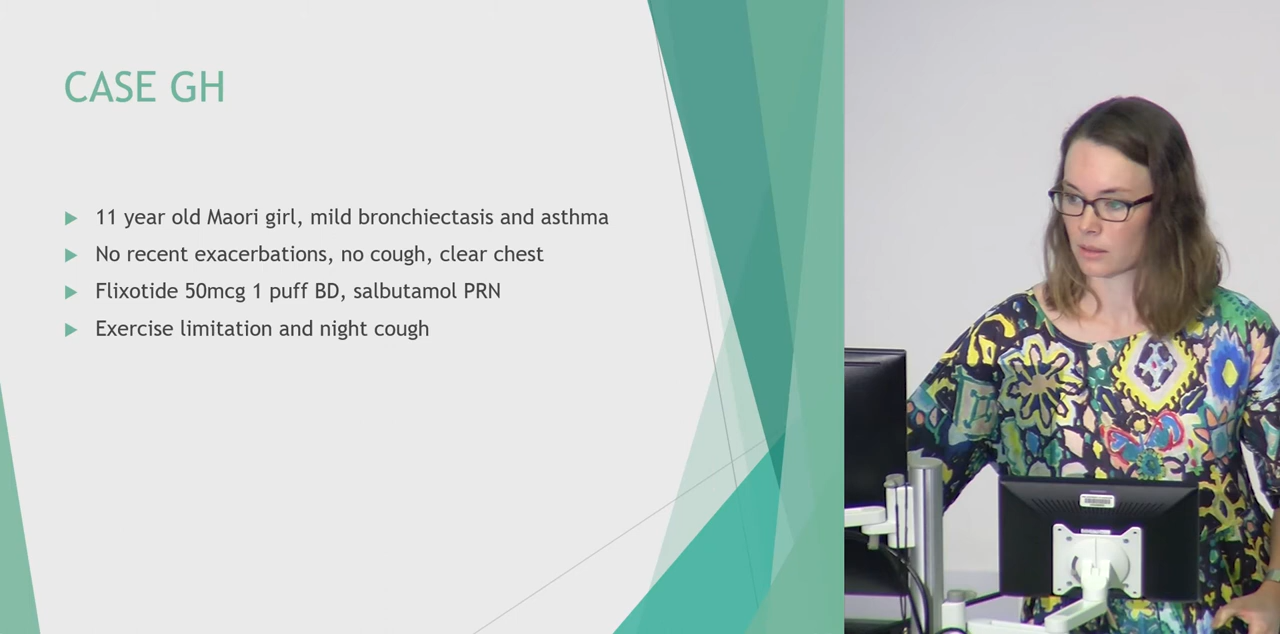 CASE GH
11 year old Maori girl, mild bronchiectasis and asthma
No recent exacerbations, no cough, clear chest
Flixotide 50mcg 1 puff BD, salbutamol PRN
Exercise limitation and night cough